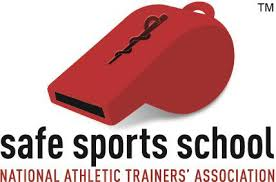 TM
safe sports school
NATIONAL ATHLETIC TRAINERS' ASSOCIATION